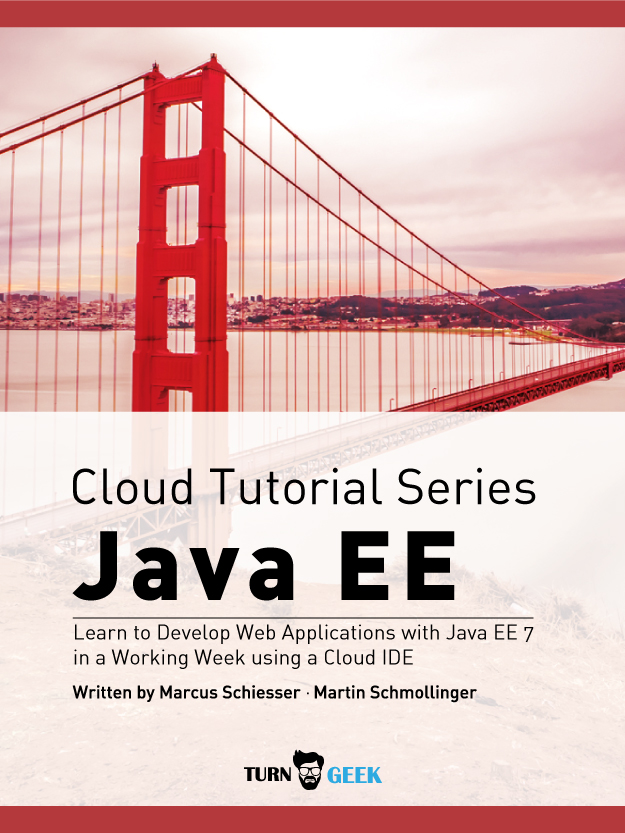 Cloud Tutorial Series
Java EE
Learn to Develop Web Applications with Java EE 7
in a Working Week using a Cloud IDE
Written by Marcus Schiesser · Martin Schmollinger
TURN GEEK